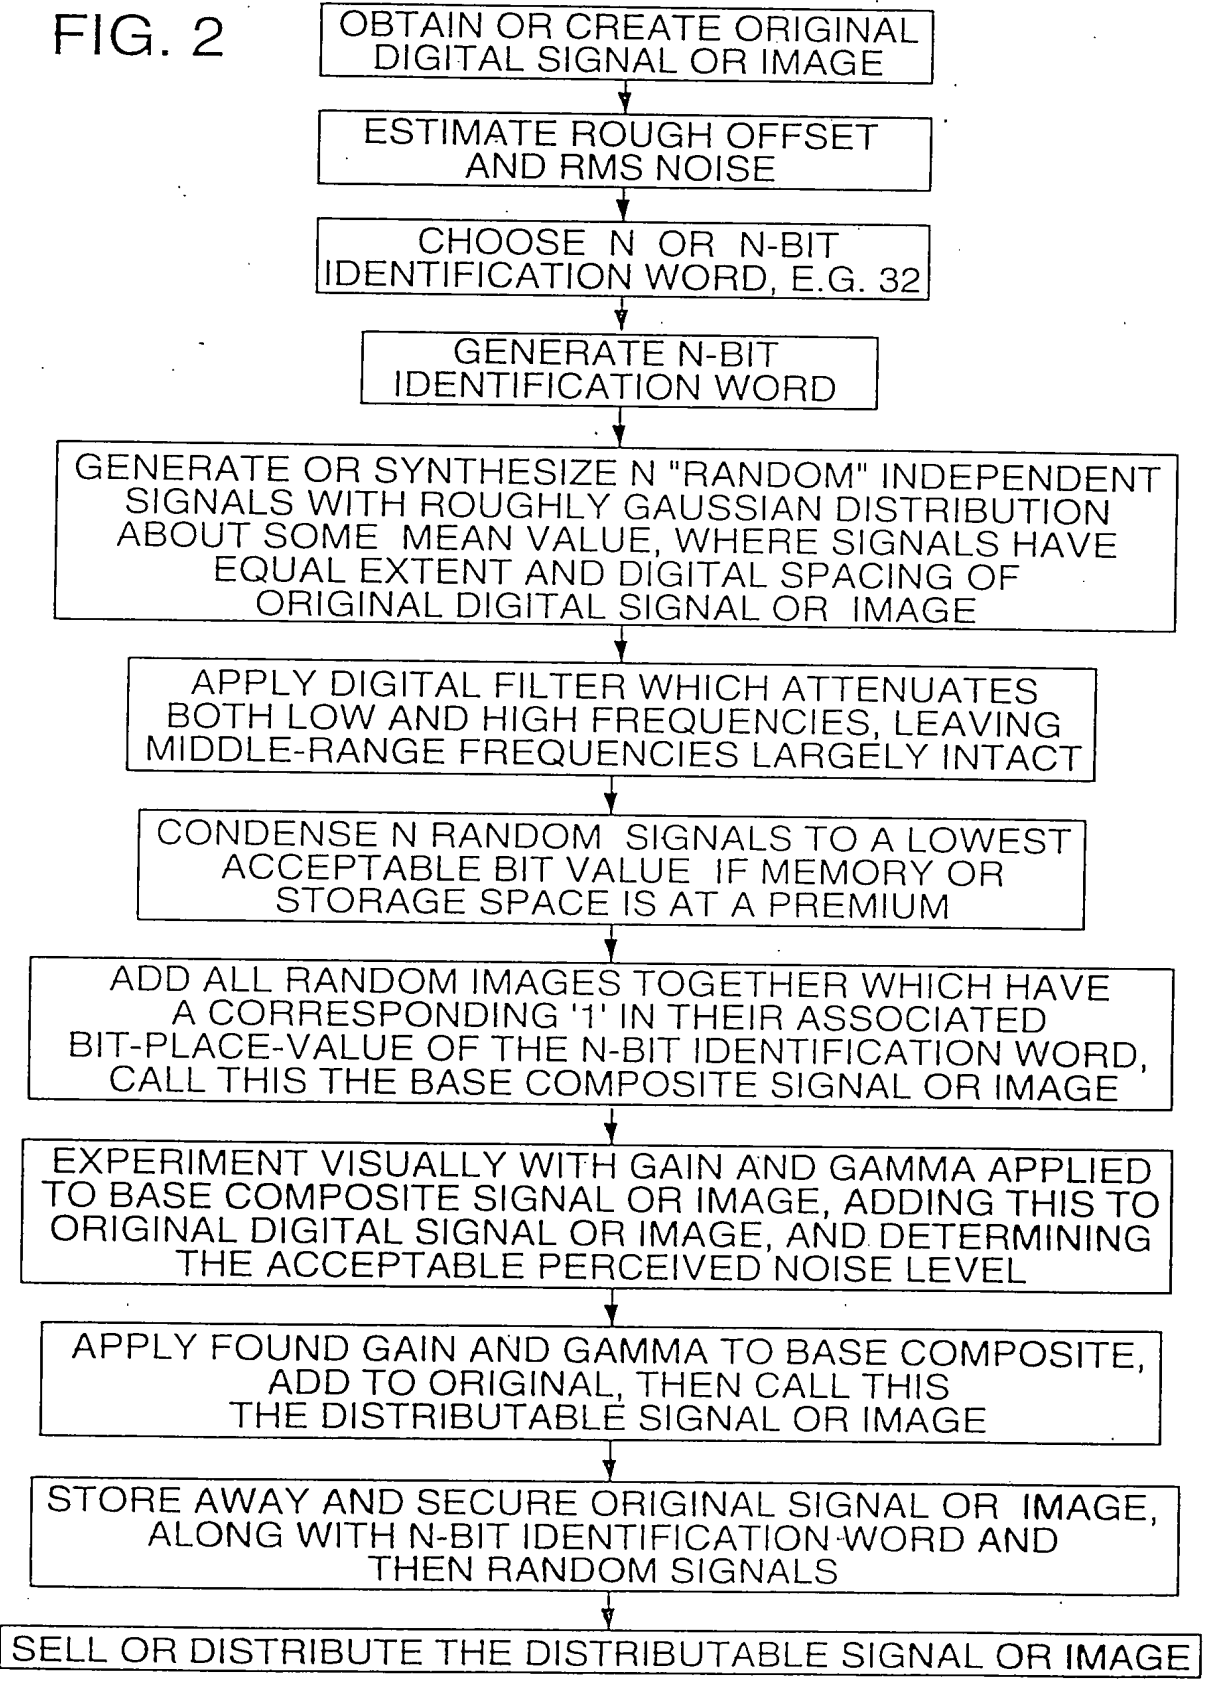 FIG. 2
OBTAIN OR CREATE ORIGINAL
DIGITAL SIGNAL OR IMAGE
ESTIMATE ROUGH OFFSET
AND RMS NOISE
CHOOSE N OR N-BIT
IDENTIFICATION WORD, E.G. 32
GENERATE N-BIT
IDENTIFICATION WORD
GENERATE OR SYNTHESIZE N "RANDOM" INDEPENDENT
SIGNALS WITH ROUGHLY GAUSSIAN DISTRIBUTION
ABOUT SOME MEAN VALUE, WHERE SIGNALS HAVE
EQUAL EXTENT AND DIGITAL SPACING OF
ORIGINAL DIGITAL SIGNAL OR IMAGE
APPLY DIGITAL FILTER WHICH ATTENUATES
BOTH LOW AND HIGH FREQUENCIES, LEAVING
MIDDLE-RANGE FREQUENCIES LARGELY INTACT
CONDENSE N RANDOM SIGNALS TO A LOWEST
ACCEPTABLE BIT VALUE IF MEMORY OR
STORAGE SPACE IS AT A PREMIUM
ADD ALL RANDOM IMAGES TOGETHER WHICH HAVE
A CORRESPONDING '1' IN THEIR ASSOCIATED
BIT-PLACE-VALUE OF THE N-BIT IDENTIFICATION WORD,
CALL THIS THE BASE COMPOSITE SIGNAL OR IMAGE
EXPERIMENT VISUALLY WITH GAIN AND GAMMA APPLIED
TO BASE COMPOSITE SIGNAL OR IMAGE, ADDING THIS TO
ORIGINAL DIGITAL SIGNAL OR IMAGE, AND DETERMINING
THE ACCEPTABLE PERCEIVED NOISE LEVEL
APPLY FOUND GAIN AND GAMMA TO BASE COMPOSITE,
ADD TO ORIGINAL, THEN CALL THIS
THE DISTRIBUTABLE SIGNAL OR IMAGE
STORE AWAY AND SECURE ORIGINAL SIGNAL OR IMAGE,
ALONG WITH N-BIT IDENTIFICATION WORD AND
THEN RANDOM SIGNALS
SELL OR DISTRIBUTE THE DISTRIBUTABLE SIGNAL OR IMAGE